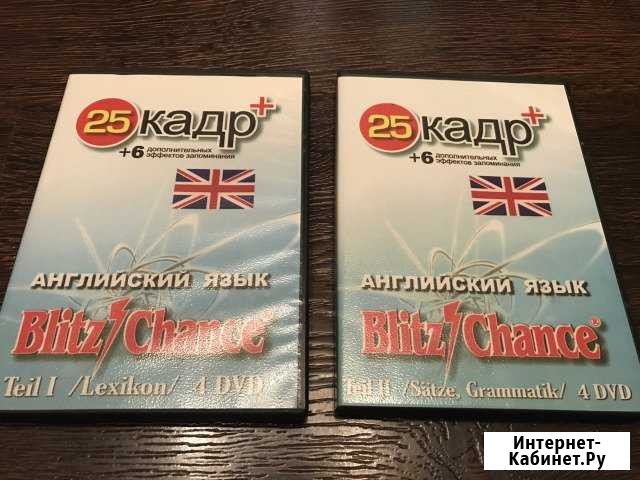 25 кадр+
+6 дополнительных
эффектов запоминания
АНГЛИЙСКИЙ ЯЗЫК
Blitz Chance®
Teil I /Lexikon/ 4 DVD
25 кадр+
+6 дополнительных
эффектов запоминания
АНГЛИЙСКИЙ ЯЗЫК
Blitz Chance®
Teil II /Sätze, Grammatik/ 4 DVD
Интернет-
Кабинет.Ру